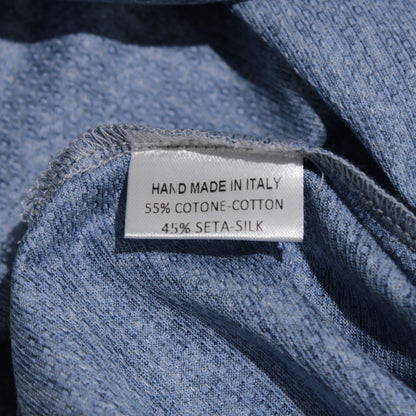 HAND MADE IN ITALY
55% COTONE-COTTON
45% SETA-SILK